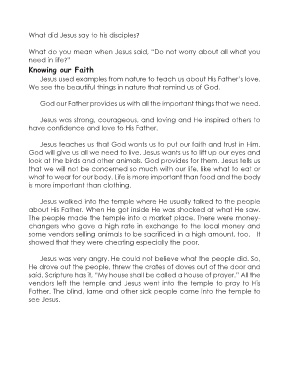 What did Jesus say to his disciples?
What do you mean when Jesus said, "Do not worry about all what you
need in life?"
Knowing our Faith
Jesus used examples from nature to teach us about His Father's love.
We see the beautiful things in nature that remind us of God.
God our Father provides us with all the important things that we need.
Jesus was strong, courageous, and loving and He inspired others to
have confidence and love to His Father.
Jesus teaches us that God wants us to put our faith and trust in Him.
God will give us all we need to live. Jesus wants us to lift up our eyes and
look at the birds and other animals. God provides for them. Jesus tells us
that we will not be concerned so much with our life, like what to eat or
what to wear for our body. Life is more important than food and the body
is more important than clothing.
Jesus walked into the temple where He usually talked to the people
about His Father. When He got inside He was shocked at what He saw.
The people made the temple into a market place. There were money-
changers who gave a high rate in exchange to the local money and
some vendors selling animals to be sacrificed in a high amount, too. It
showed that they were cheating especially the poor.
Jesus was very angry. He could not believe what the people did. So,
He drove out the people, threw the crates of doves out of the door and
said, Scripture has it, "My house shall be called a house of prayer." All the
vendors left the temple and Jesus went into the temple to pray to His
Father. The blind, lame and other sick people came into the temple to
see Jesus.